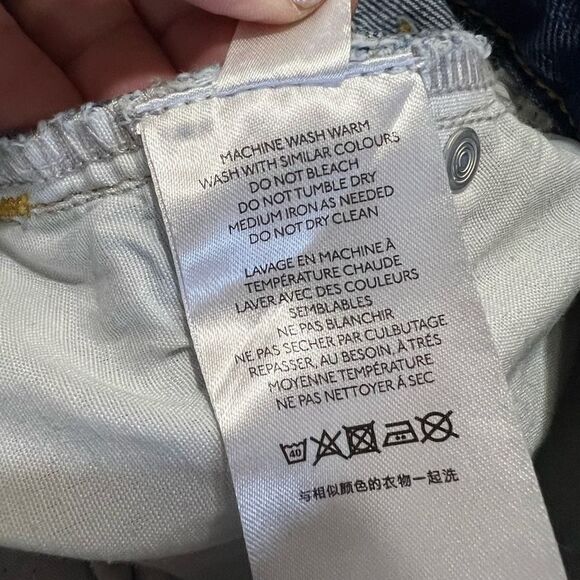 MACHINE WASH WARM
WASH WITH SIMILAR COLOURS
DO NOT BLEACH
DO NOT TUMBLE DRY
MEDIUM IRON AS NEEDED
DO NOT DRY CLEAN
LAVAGE EN MACHINE À
TEMPÉRATURE CHAUDE
LAVER AVEC DES COULEURS
SEMBLABLES
NE PAS BLANCHIR
NE PAS SECHER PAR CULBUTAGE
REPASSER, AU BESOIN, À TRÉS
MOYENNE TEMPÉRATURE
NE PAS NETTOYER À SEC
40
与相似颜色的衣物一起洗